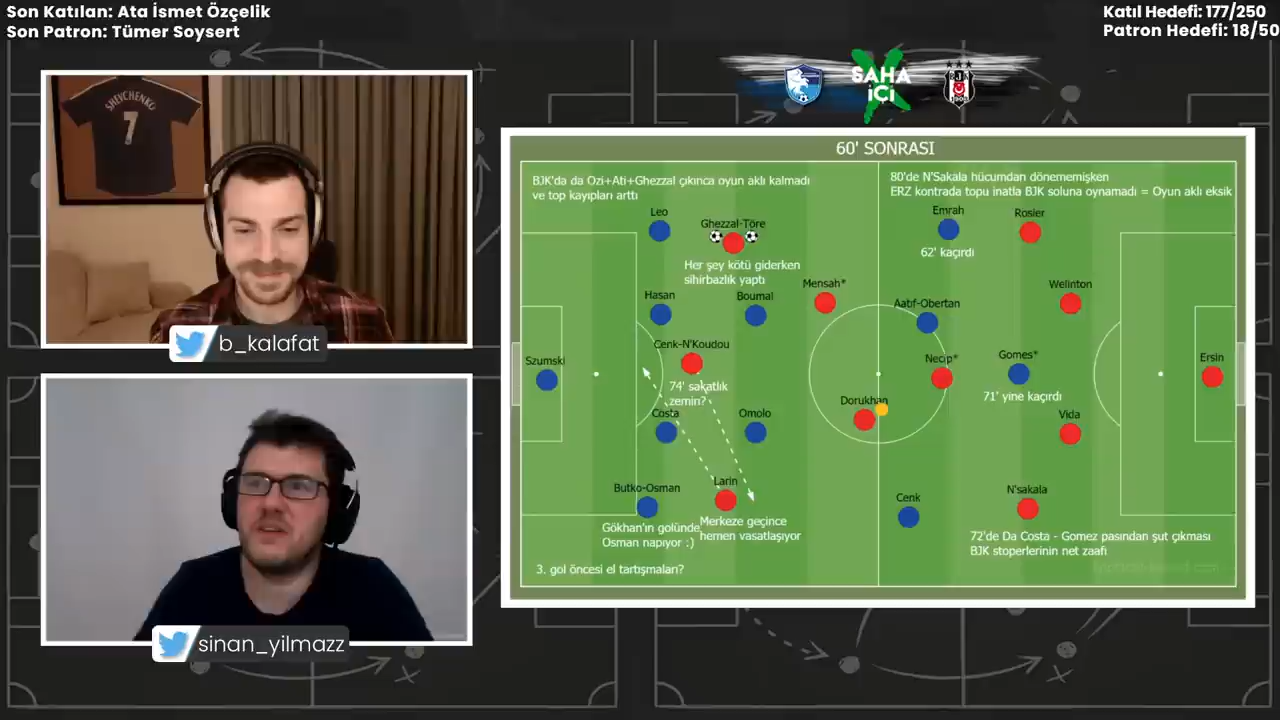 Son Katılan: Ata İsmet Özçelik
Son Patron: Tümer Soysert
Katıl Hedefi: 177/250
Patron Hedefi: 18/50
SHEVCHENKO
7
b_kalafat
sinan_yilmazz
SAHA
İÇİ
60' SONRASI
BJK'da da Ozi+Ati+Ghezzal çıkınca oyun aklı kalmadı
ve top kayıpları arttı
80'de N'Sakala hücumdan dönememişken
ERZ kontrada topu inatla BJK soluna oynamadı = Oyun aklı eksik
Leo
Ghezzal-Töre
Emrah
Rosier
62' kaçırdı
Her şey kötü giderken
sihirbazlık yaptı
Mensah*
Welinton
Hasan
Boumal
Aatıf-Obertan
Cenk-N'Koudou
Szumski
Necip*
Gomes*
Ersin
74' sakatlık
zemin?
71' yine kaçırdı
Dorukhan
Costa
Omolo
Vida
Butko-Osman
Larin
Cenk
N'sakala
Gökhan'ın golünde
Osman napıyor :)
Merkeze geçince
hemen vasatlaşıyor
72'de Da Costa - Gomez pasından şut çıkması
BJK stoperlerinin net zaafı
3. gol öncesi el tartışmaları?